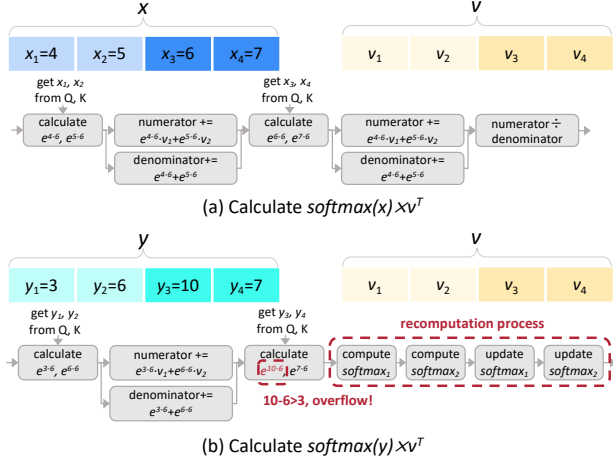 x
v
x₁=4 x₂=5 x₃=6 x₄=7
v₁ v₂ v₃ v₄
get x₁, x₂
from Q, K
get x₃, x₄
from Q, K
calculate
e⁴⁻⁶, e⁵⁻⁶
numerator +=
e⁴⁻⁶·v₁+e⁵⁻⁶·v₂
denominator+=
e⁴⁻⁶+e⁵⁻⁶
calculate
e⁶⁻⁶, e⁷⁻⁶
numerator +=
e⁴⁻⁶·v₁+e⁵⁻⁶·v₂
denominator+=
e⁴⁻⁶+e⁵⁻⁶
numerator ÷
denominator
(a) Calculate softmax(x)×vᵀ
y
v
y₁=3 y₂=6 y₃=10 y₄=7
v₁ v₂ v₃ v₄
get y₁, y₂
from Q, K
get y₃, y₄
from Q, K
recomputation process
calculate
e³⁻⁶, e⁶⁻⁶
numerator +=
e³⁻⁶·v₁+e⁶⁻⁶·v₂
denominator+=
e³⁻⁶+e⁶⁻⁶
calculate
e¹⁰⁻⁶, e⁷⁻⁶
compute
softmax₁
compute
softmax₂
update
softmax₁
update
softmax₂
10-6>3, overflow!
(b) Calculate softmax(y)×vᵀ